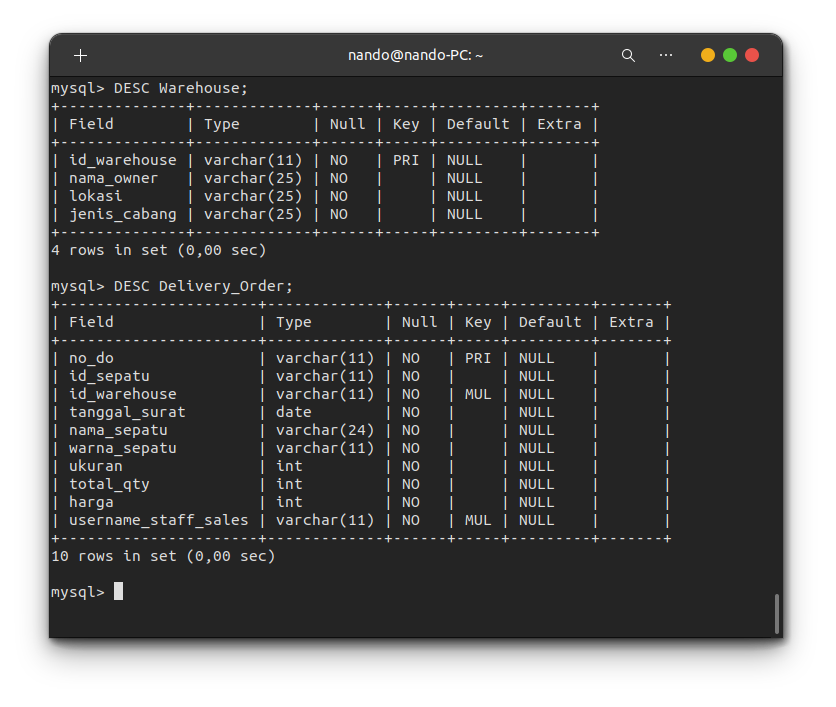 nando@nando-PC: ~
mysql> DESC Warehouse;
+--------------+-------------+------+-----+---------+-------+
| Field        | Type        | Null | Key | Default | Extra |
+--------------+-------------+------+-----+---------+-------+
| id_warehouse | varchar(11) | NO   | PRI | NULL    |       |
| nama_owner   | varchar(25) | NO   |     | NULL    |       |
| lokasi       | varchar(25) | NO   |     | NULL    |       |
| jenis_cabang | varchar(25) | NO   |     | NULL    |       |
+--------------+-------------+------+-----+---------+-------+
4 rows in set (0,00 sec)
mysql> DESC Delivery_Order;
+----------------------+-------------+------+-----+---------+-------+
| Field                | Type        | Null | Key | Default | Extra |
+----------------------+-------------+------+-----+---------+-------+
| no_do                | varchar(11) | NO   | PRI | NULL    |       |
| id_sepatu            | varchar(11) | NO   |     | NULL    |       |
| id_warehouse         | varchar(11) | NO   | MUL | NULL    |       |
| tanggal_surat        | date        | NO   |     | NULL    |       |
| nama_sepatu          | varchar(24) | NO   |     | NULL    |       |
| warna_sepatu         | varchar(11) | NO   |     | NULL    |       |
| ukuran               | int         | NO   |     | NULL    |       |
| total_qty            | int         | NO   |     | NULL    |       |
| harga                | int         | NO   |     | NULL    |       |
| username_staff_sales | varchar(11) | NO   | MUL | NULL    |       |
+----------------------+-------------+------+-----+---------+-------+
10 rows in set (0,00 sec)
mysql>